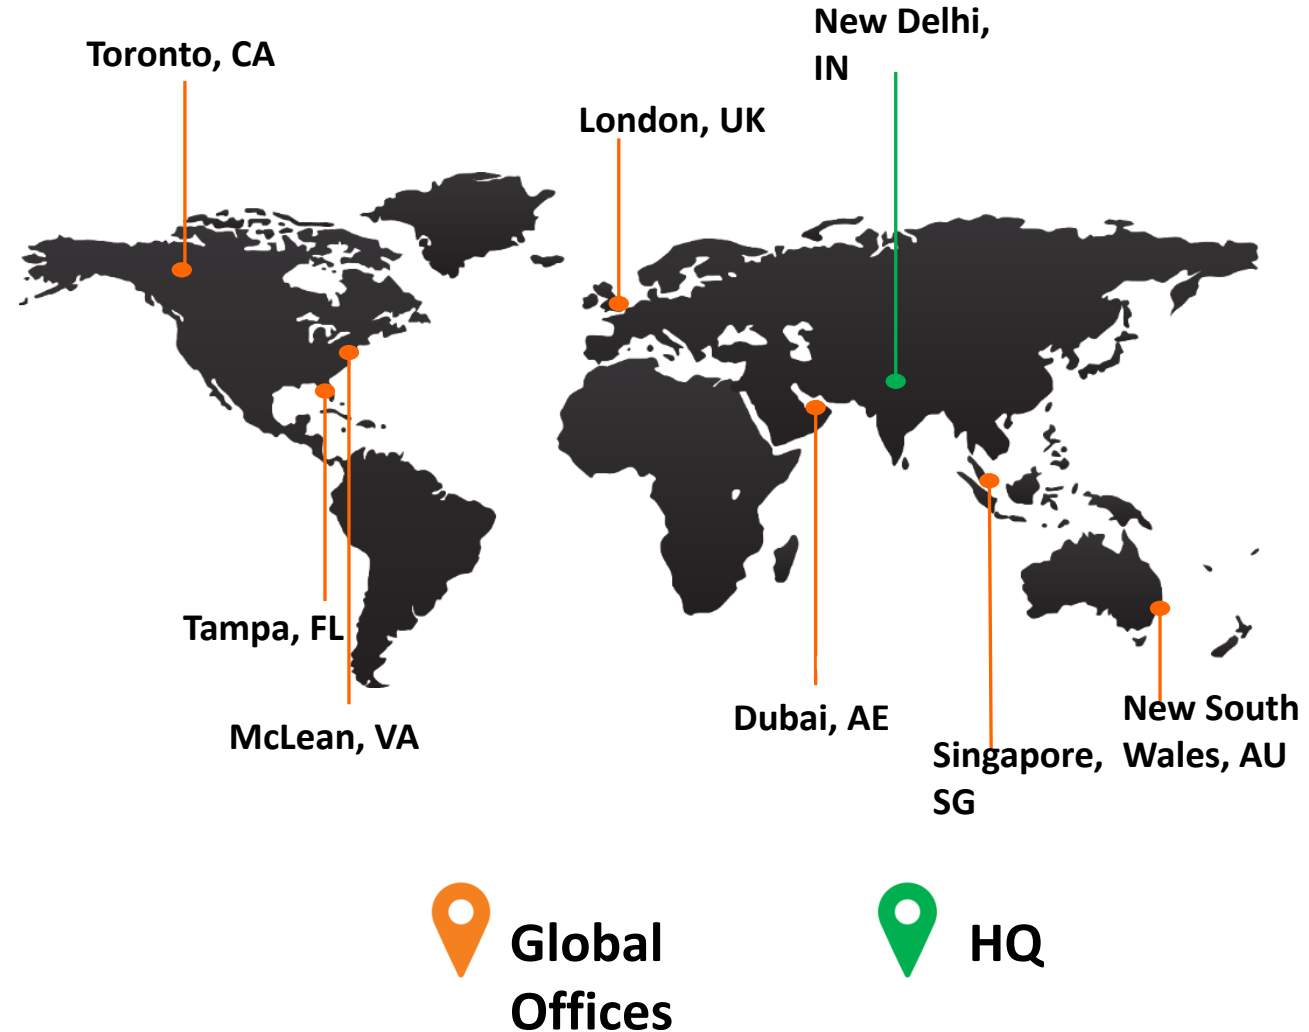 New Delhi,
IN
Toronto, CA
London, UK
Tampa, FL
McLean, VA
Dubai, AE
New South
Wales, AU
Singapore,
SG
Global
Offices
HQ